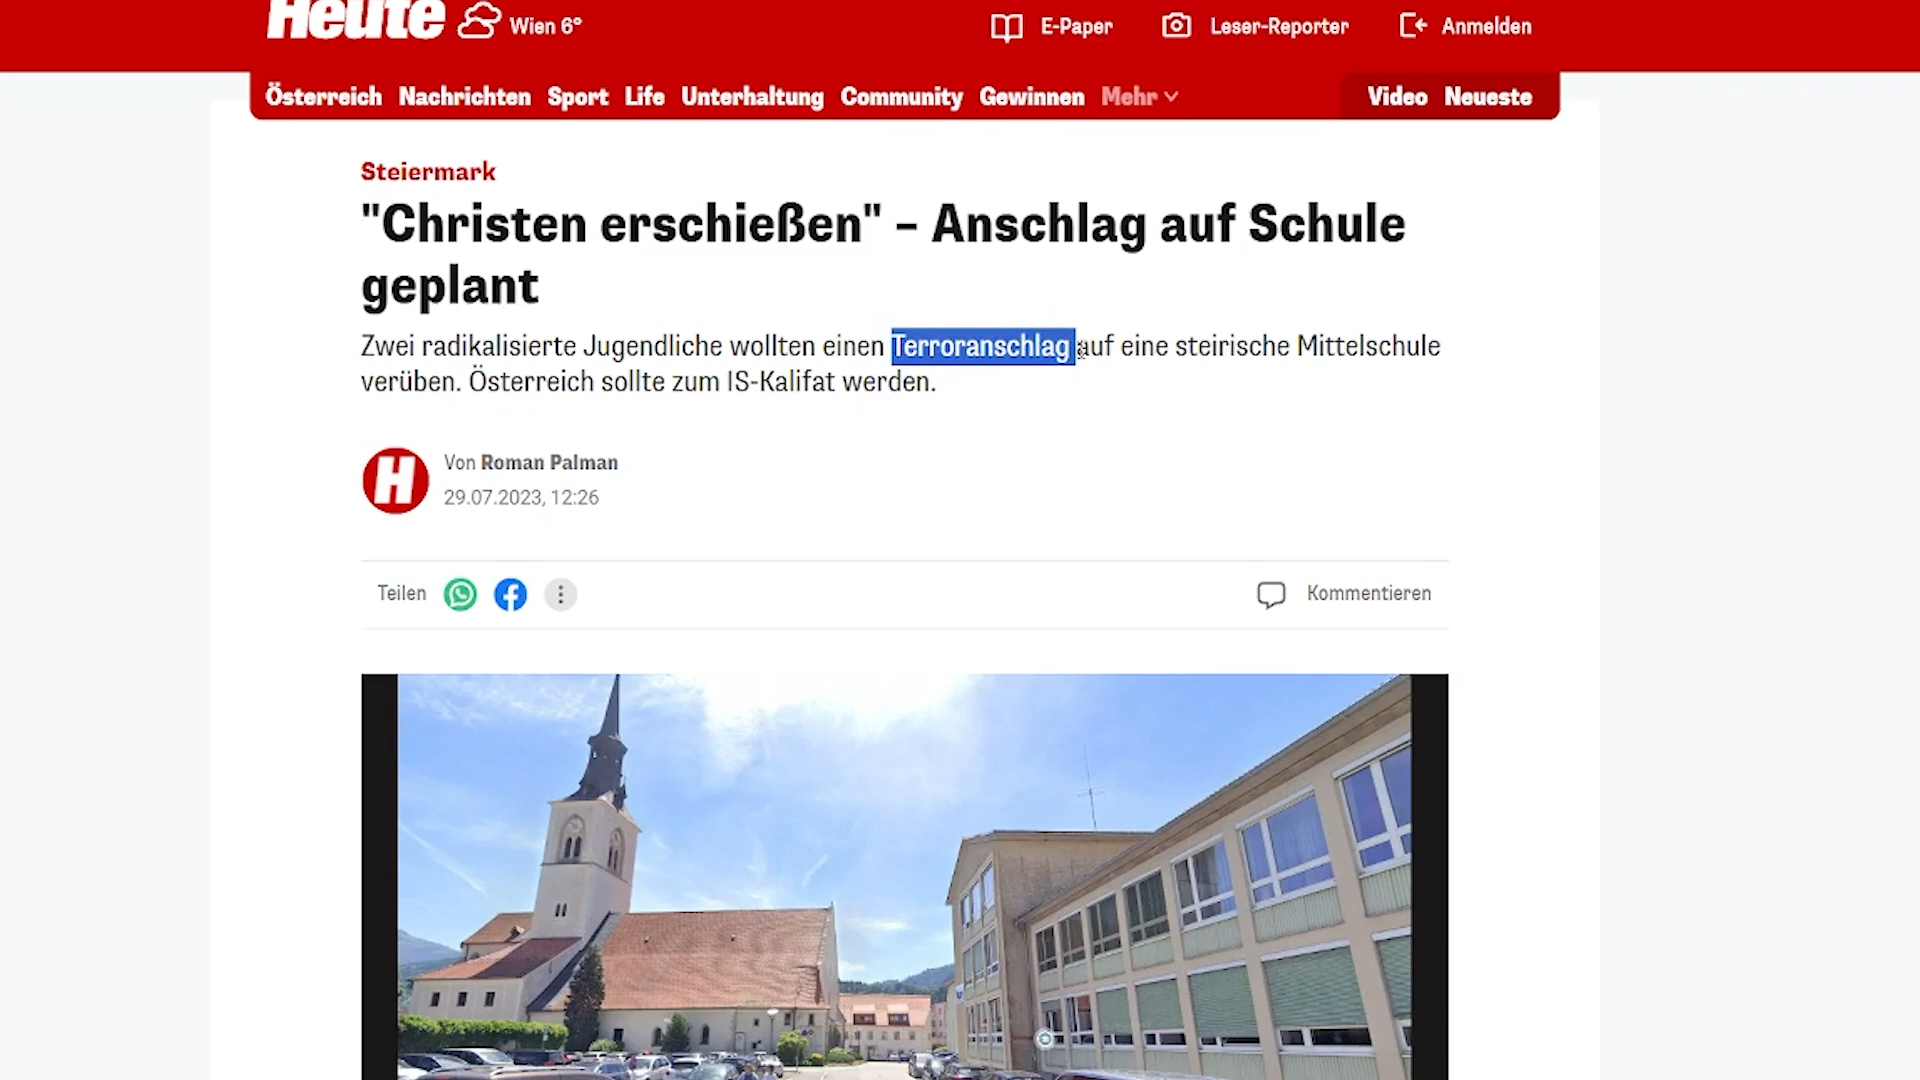 Heute
Wien 6°
E-Paper
Leser-Reporter
Anmelden
Österreich Nachrichten Sport Life Unterhaltung Community Gewinnen Mehr
Video Neueste
Steiermark
"Christen erschießen" – Anschlag auf Schule
geplant
Zwei radikalisierte Jugendliche wollten einen Terroranschlag auf eine steirische Mittelschule
verüben. Österreich sollte zum IS-Kalifat werden.
H
Von Roman Palman
29.07.2023, 12:26
Teilen
Kommentieren